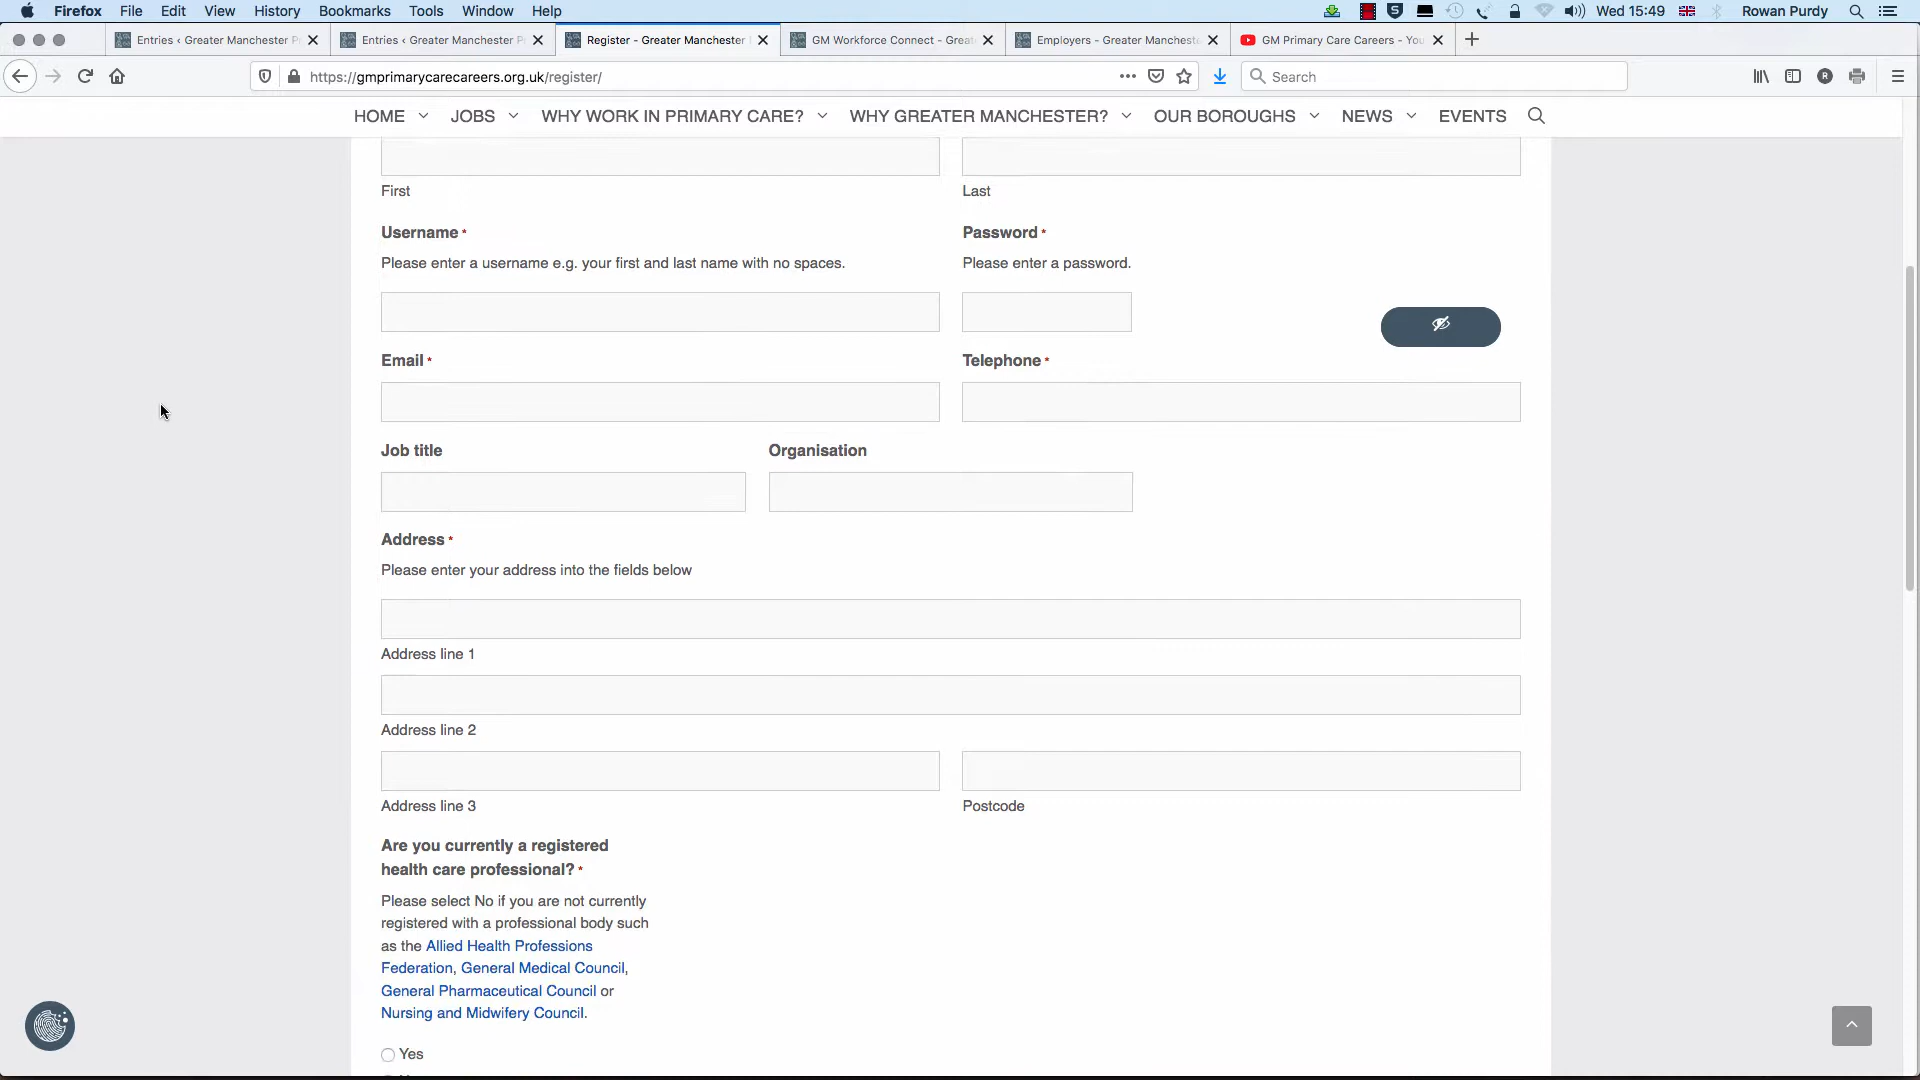 Firefox File Edit View History Bookmarks Tools Window Help Wed 15:49 Rowan Purdy
Entries ‹ Greater Manchester P Entries ‹ Greater Manchester P Register - Greater Manchester GM Workforce Connect - Great Employers - Greater Mancheste GM Primary Care Careers - You
https://gmprimarycarecareers.org.uk/register/ Search R
HOME JOBS WHY WORK IN PRIMARY CARE? WHY GREATER MANCHESTER? OUR BOROUGHS NEWS EVENTS
First Last
Username * Password *
Please enter a username e.g. your first and last name with no spaces. Please enter a password.
Email * Telephone *
Job title Organisation
Address *
Please enter your address into the fields below
Address line 1
Address line 2
Address line 3 Postcode
Are you currently a registered
health care professional? *
Please select No if you are not currently
registered with a professional body such
as the Allied Health Professions
Federation, General Medical Council,
General Pharmaceutical Council or
Nursing and Midwifery Council.
Yes